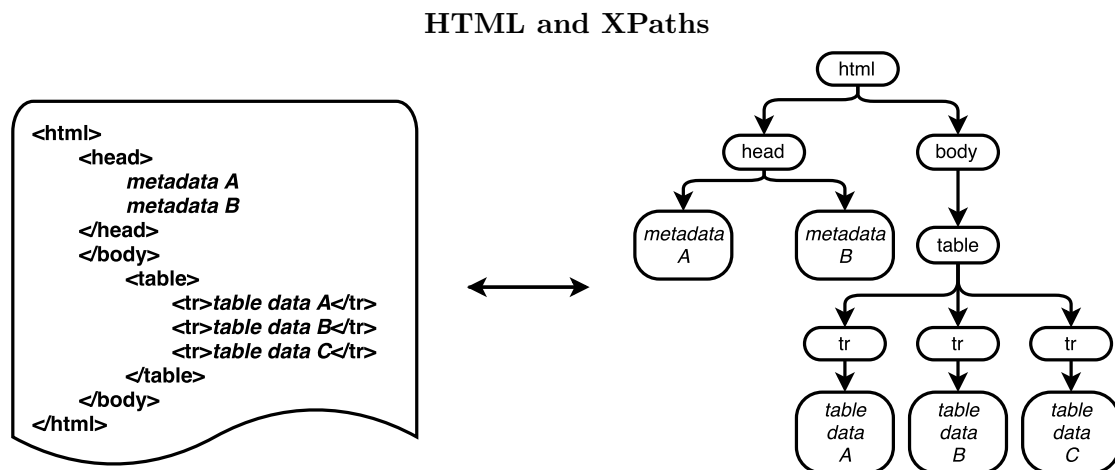 HTML and XPaths
<html>
<head>
metadata A
metadata B
</head>
</body>
<table>
<tr>table data A</tr>
<tr>table data B</tr>
<tr>table data C</tr>
</table>
</body>
</html>
html
head
body
metadata
A
metadata
B
table
tr
tr
tr
table
data
A
table
data
B
table
data
C